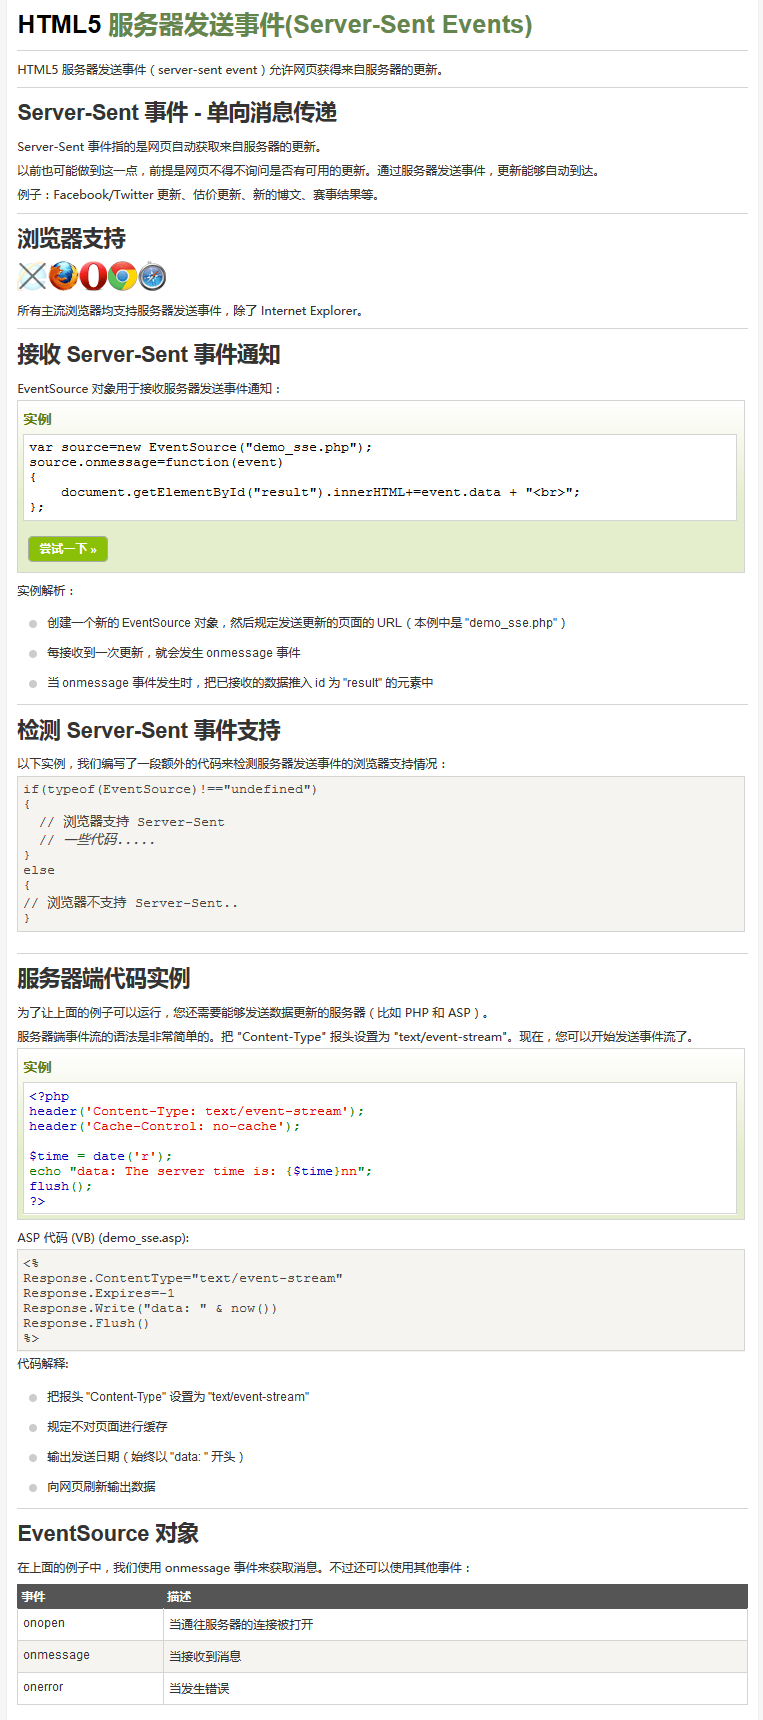 HTML5 服务器发送事件(Server-Sent Events)
HTML5 服务器发送事件（server-sent event）允许网页获得来自服务器的更新。
Server-Sent 事件 - 单向消息传递
Server-Sent 事件指的是网页自动获取来自服务器的更新。
以前也可能做到这一点，前提是网页不得不询问是否有可用的更新。通过服务器发送事件，更新能够自动到达。
例子：Facebook/Twitter 更新、估价更新、新的博文、赛事结果等。
浏览器支持
所有主流浏览器均支持服务器发送事件，除了 Internet Explorer。
接收 Server-Sent 事件通知
EventSource 对象用于接收服务器发送事件通知：
实例
var source=new EventSource("demo_sse.php");
source.onmessage=function(event)
{
    document.getElementById("result").innerHTML+=event.data + "<br>";
};
尝试一下 »
实例解析：
创建一个新的 EventSource 对象，然后规定发送更新的页面的 URL（本例中是 "demo_sse.php"）
每接收到一次更新，就会发生 onmessage 事件
当 onmessage 事件发生时，把已接收的数据推入 id 为 "result" 的元素中
检测 Server-Sent 事件支持
以下实例，我们编写了一段额外的代码来检测服务器发送事件的浏览器支持情况：
if(typeof(EventSource)!=="undefined")
{
  // 浏览器支持 Server-Sent
  // 一些代码.....
}
else
{
// 浏览器不支持 Server-Sent..
}
服务器端代码实例
为了让上面的例子可以运行，您还需要能够发送数据更新的服务器（比如 PHP 和 ASP）。
服务器端事件流的语法是非常简单的。把 "Content-Type" 报头设置为 "text/event-stream"。现在，您可以开始发送事件流了。
实例
<?php
header('Content-Type: text/event-stream');
header('Cache-Control: no-cache');
$time = date('r');
echo "data: The server time is: {$time}nn";
flush();
?>
ASP 代码 (VB) (demo_sse.asp):
<%
Response.ContentType="text/event-stream"
Response.Expires=-1
Response.Write("data: " & now())
Response.Flush()
%>
代码解释:
把报头 "Content-Type" 设置为 "text/event-stream"
规定不对页面进行缓存
输出发送日期（始终以 "data: " 开头）
向网页刷新输出数据
EventSource 对象
在上面的例子中，我们使用 onmessage 事件来获取消息。不过还可以使用其他事件：
事件 描述
onopen 当通往服务器的连接被打开
onmessage 当接收到消息
onerror 当发生错误